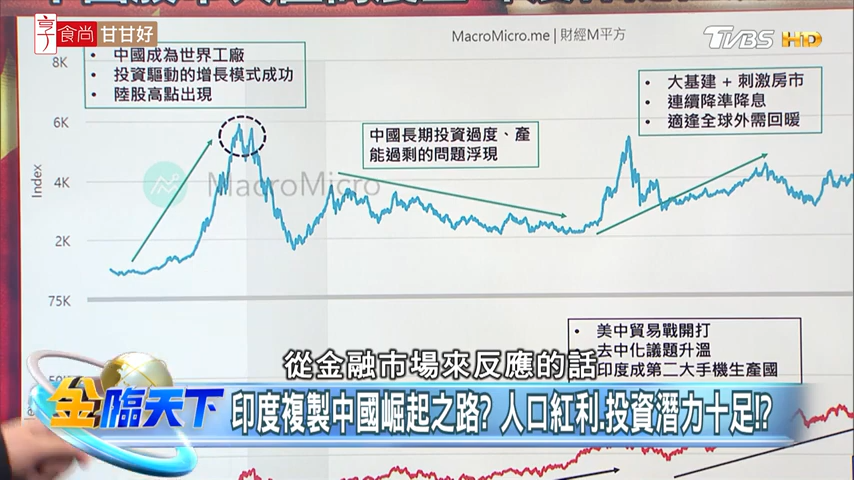 享 食尚 甘甘好
MacroMicro.me | 財經M平方
TVBS HD
8K
6K
4K
2K
75K
Index
• 中國成為世界工廠
• 投資驅動的增長模式成功
• 陸股高點出現
中國長期投資過度、產
能過剩的問題浮現
• 大基建 + 刺激房市
• 連續降準降息
• 適逢全球外需回暖
MacroMicro
• 美中貿易戰開打
• 去中化議題升溫
• 印度成第二大手機生產國
從金融市場來反應的話
金臨天下
印度複製中國崛起之路? 人口紅利.投資潛力十足!?